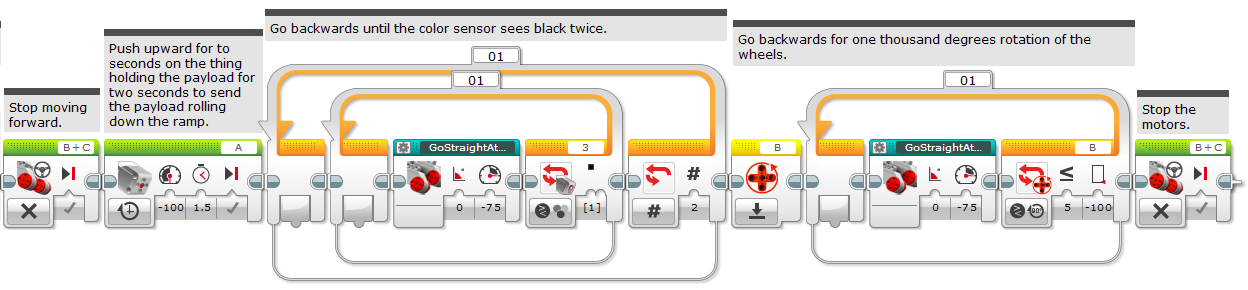 Go backwards until the color sensor sees black twice.
Go backwards for one thousand degrees rotation of the
wheels.
Push upward for to
seconds on the thing
holding the payload for
two seconds to send
the payload rolling
down the ramp.
Stop moving
forward.
Stop the
motors.
01
01
01
B+C
A
GoStraightAt...
3
#
B
GoStraightAt...
B
≤
B+C
-100
1.5
0
-75
[1]
#
2
0
-75
5
-100